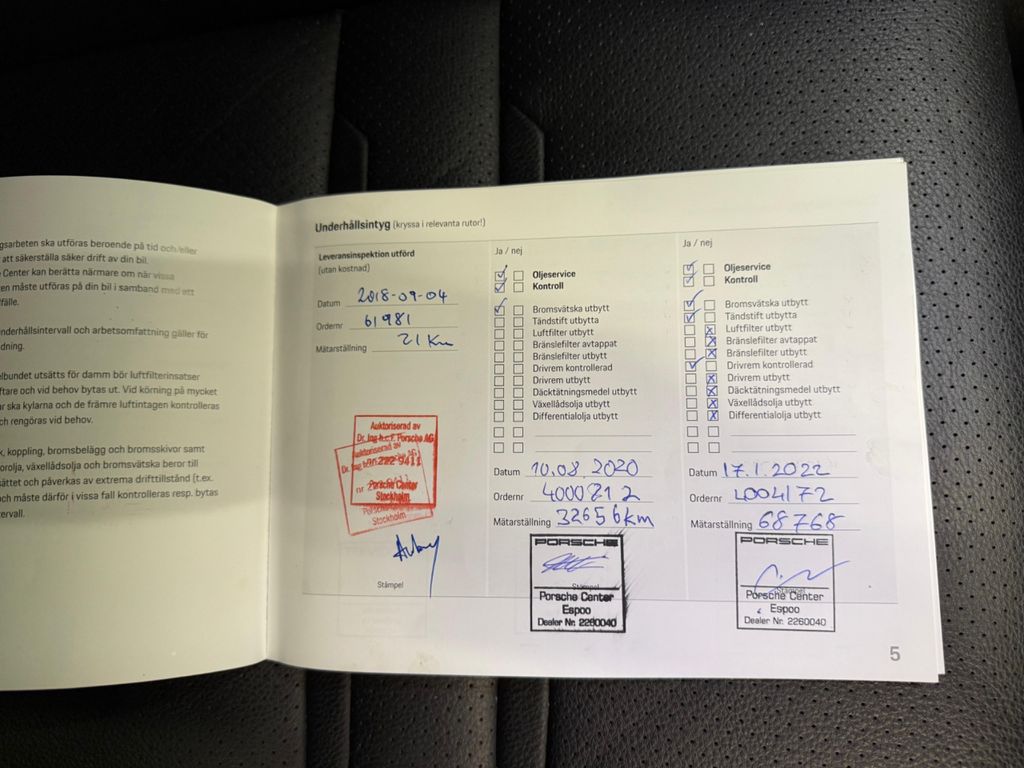 gsarbeten ska utföras beroende på tid och/eller
att säkerställa säker drift av din bil.
Center kan berätta närmare om när vissa
en måste utföras på din bil i samband med att
fälle.
nderhållsintervall och arbetsomfattning gäller för
dning.
elbundet utsätts för damm bör luftfilterinsatser
ftare och vid behov bytas ut. Vid körning på mycket
ar ska kylarna och de främre luftintagen kontrolleras
ch rengöras vid behov.
k, koppling, bromsbelägg och bromsskivor samt
orolja, växellådsolja och bromsvätska beror till
sättet och påverkas av extrema drifttillstånd (t.ex.
och måste därför i vissa fall kontrolleras resp. bytas
ervall.
Underhållsintyg (kryssa i relevanta rutor!)
Leveransinspektion utförd
(utan kostnad)
Datum 2018-09-04
Ordernr 61981
Mätarställning 21 Km
Auktoriserad av
Dr. Ing h.c.F. Porsche AG
Porsche Center
Stockholm
Stockholm
Stämpel
Ja / nej
Oljeservice
Kontroll
Bromsvätska utbytt
Tändstift utbytta
Luftfilter utbytt
Bränslefilter avtappat
Bränslefilter utbytt
Drivrem kontrollerad
Drivrem utbytt
Däcktätningsmedel utbytt
Växellådsolja utbytt
Differentialolja utbytt
Datum 10.08.2020
Ordernr 4000812
Mätarställning 32656km
PORSCHE
Stämpel
Porsche Center
Espoo
Dealer Nr. 2260040
Ja / nej
Oljeservice
Kontroll
Bromsvätska utbytt
Tändstift utbytta
Luftfilter utbytt
Bränslefilter avtappat
Bränslefilter utbytt
Drivrem kontrollerad
Drivrem utbytt
Däcktätningsmedel utbytt
Växellådsolja utbytt
Differentialolja utbytt
Datum 17.1.2022
Ordernr 4004172
Mätarställning 68768
PORSCHE
Stämpel
Porsche Center
Espoo
Dealer Nr. 2260040
5